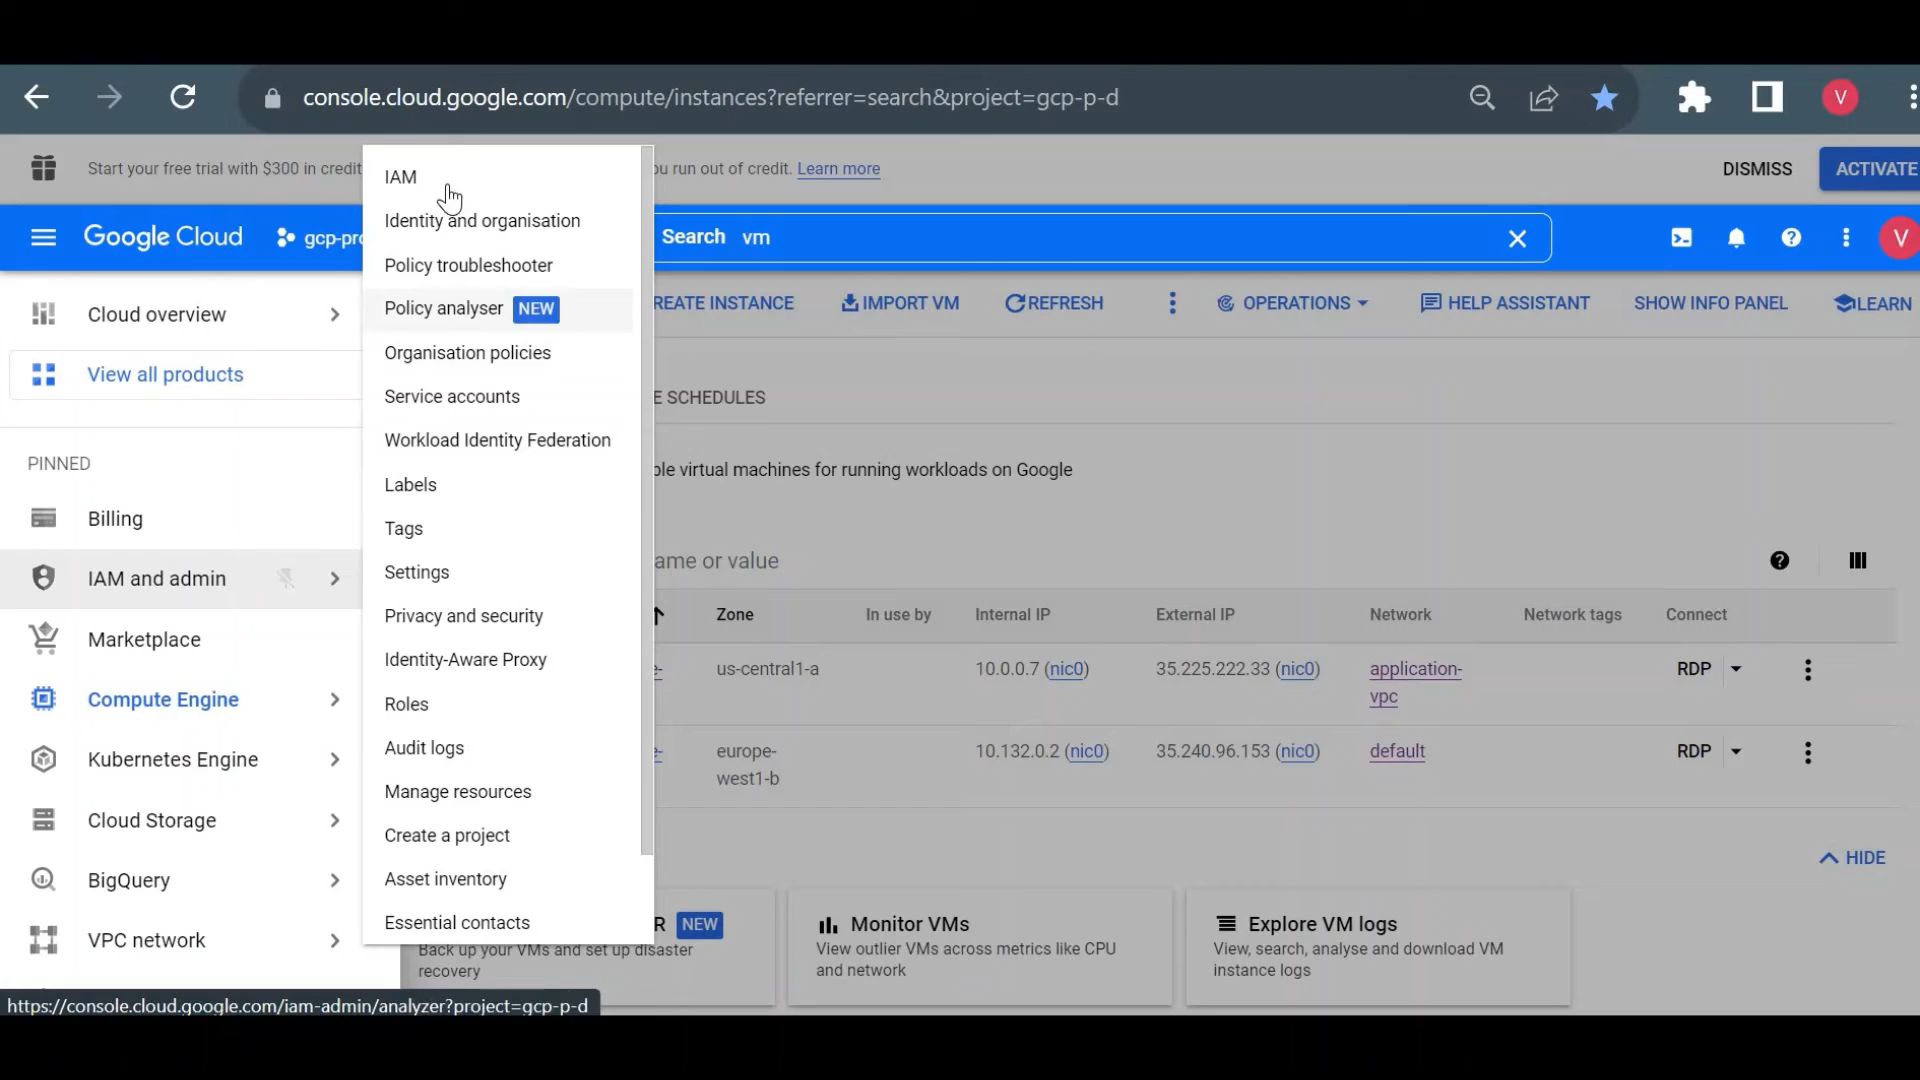 console.cloud.google.com/compute/instances?referrer=search&project=gcp-p-d
V
Start your free trial with $300 in credit
ou run out of credit. Learn more
DISMISS
ACTIVATE
Google Cloud
gcp-pro
Search vm
V
IAM
Identity and organisation
Policy troubleshooter
Policy analyser NEW
Organisation policies
Service accounts
Workload Identity Federation
Labels
Tags
Settings
Privacy and security
Identity-Aware Proxy
Roles
Audit logs
Manage resources
Create a project
Asset inventory
Essential contacts
Cloud overview
View all products
PINNED
Billing
IAM and admin
Marketplace
Compute Engine
Kubernetes Engine
Cloud Storage
BigQuery
VPC network
REATE INSTANCE
IMPORT VM
REFRESH
OPERATIONS
HELP ASSISTANT
SHOW INFO PANEL
LEARN
E SCHEDULES
ble virtual machines for running workloads on Google
ame or value
Zone In use by Internal IP External IP Network Network tags Connect
e- us-central1-a 10.0.0.7 (nic0) 35.225.222.33 (nic0) application- RDP
vpc
e- europe- 10.132.0.2 (nic0) 35.240.96.153 (nic0) default RDP
west1-b
HIDE
R NEW
Back up your VMs and set up disaster
recovery
Monitor VMs
View outlier VMs across metrics like CPU
and network
Explore VM logs
View, search, analyse and download VM
instance logs
https://console.cloud.google.com/iam-admin/analyzer?project=gcp-p-d